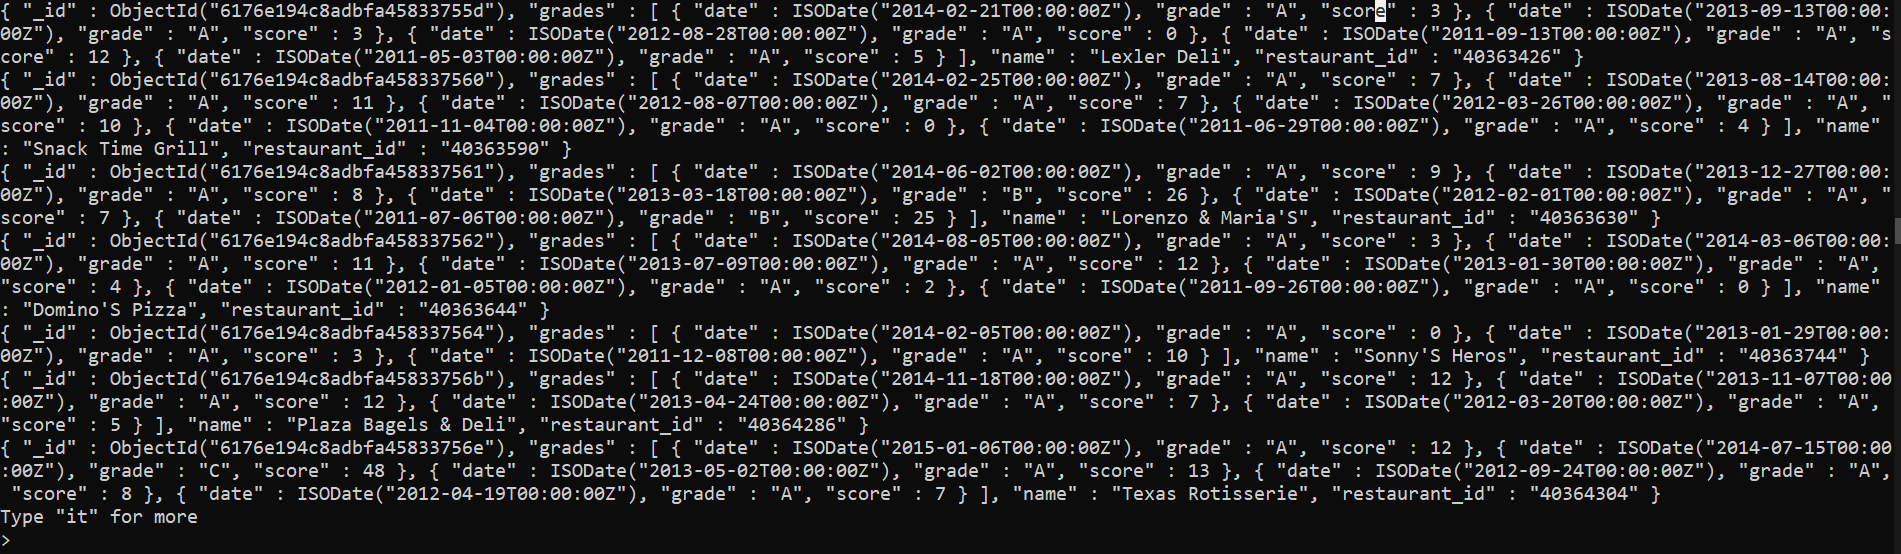 { "_id" : ObjectId("6176e194c8adbfa45833755d"), "grades" : [ { "date" : ISODate("2014-02-21T00:00:00Z"), "grade" : "A", "score" : 3 }, { "date" : ISODate("2013-09-13T00:00:
00Z"), "grade" : "A", "score" : 3 }, { "date" : ISODate("2012-08-28T00:00:00Z"), "grade" : "A", "score" : 0 }, { "date" : ISODate("2011-09-13T00:00:00Z"), "grade" : "A", "s
core" : 12 }, { "date" : ISODate("2011-05-03T00:00:00Z"), "grade" : "A", "score" : 5 } ], "name" : "Lexler Deli", "restaurant_id" : "40363426" }
{ "_id" : ObjectId("6176e194c8adbfa458337560"), "grades" : [ { "date" : ISODate("2014-02-25T00:00:00Z"), "grade" : "A", "score" : 7 }, { "date" : ISODate("2013-08-14T00:00:
00Z"), "grade" : "A", "score" : 11 }, { "date" : ISODate("2012-08-07T00:00:00Z"), "grade" : "A", "score" : 7 }, { "date" : ISODate("2012-03-26T00:00:00Z"), "grade" : "A", "
score" : 10 }, { "date" : ISODate("2011-11-04T00:00:00Z"), "grade" : "A", "score" : 0 }, { "date" : ISODate("2011-06-29T00:00:00Z"), "grade" : "A", "score" : 4 } ], "name"
: "Snack Time Grill", "restaurant_id" : "40363590" }
{ "_id" : ObjectId("6176e194c8adbfa458337561"), "grades" : [ { "date" : ISODate("2014-06-02T00:00:00Z"), "grade" : "A", "score" : 9 }, { "date" : ISODate("2013-12-27T00:00:
00Z"), "grade" : "A", "score" : 8 }, { "date" : ISODate("2013-03-18T00:00:00Z"), "grade" : "B", "score" : 26 }, { "date" : ISODate("2012-02-01T00:00:00Z"), "grade" : "A", "
score" : 7 }, { "date" : ISODate("2011-07-06T00:00:00Z"), "grade" : "B", "score" : 25 } ], "name" : "Lorenzo & Maria'S", "restaurant_id" : "40363630" }
{ "_id" : ObjectId("6176e194c8adbfa458337562"), "grades" : [ { "date" : ISODate("2014-08-05T00:00:00Z"), "grade" : "A", "score" : 3 }, { "date" : ISODate("2014-03-06T00:00:
00Z"), "grade" : "A", "score" : 11 }, { "date" : ISODate("2013-07-09T00:00:00Z"), "grade" : "A", "score" : 12 }, { "date" : ISODate("2013-01-30T00:00:00Z"), "grade" : "A",
"score" : 4 }, { "date" : ISODate("2012-01-05T00:00:00Z"), "grade" : "A", "score" : 2 }, { "date" : ISODate("2011-09-26T00:00:00Z"), "grade" : "A", "score" : 0 } ], "name"
: "Domino'S Pizza", "restaurant_id" : "40363644" }
{ "_id" : ObjectId("6176e194c8adbfa458337564"), "grades" : [ { "date" : ISODate("2014-02-05T00:00:00Z"), "grade" : "A", "score" : 0 }, { "date" : ISODate("2013-01-29T00:00:
00Z"), "grade" : "A", "score" : 3 }, { "date" : ISODate("2011-12-08T00:00:00Z"), "grade" : "A", "score" : 10 } ], "name" : "Sonny'S Heros", "restaurant_id" : "40363744" }
{ "_id" : ObjectId("6176e194c8adbfa45833756b"), "grades" : [ { "date" : ISODate("2014-11-18T00:00:00Z"), "grade" : "A", "score" : 12 }, { "date" : ISODate("2013-11-07T00:00
:00Z"), "grade" : "A", "score" : 12 }, { "date" : ISODate("2013-04-24T00:00:00Z"), "grade" : "A", "score" : 7 }, { "date" : ISODate("2012-03-20T00:00:00Z"), "grade" : "A",
"score" : 5 } ], "name" : "Plaza Bagels & Deli", "restaurant_id" : "40364286" }
{ "_id" : ObjectId("6176e194c8adbfa45833756e"), "grades" : [ { "date" : ISODate("2015-01-06T00:00:00Z"), "grade" : "A", "score" : 12 }, { "date" : ISODate("2014-07-15T00:00
:00Z"), "grade" : "C", "score" : 48 }, { "date" : ISODate("2013-05-02T00:00:00Z"), "grade" : "A", "score" : 13 }, { "date" : ISODate("2012-09-24T00:00:00Z"), "grade" : "A",
 "score" : 8 }, { "date" : ISODate("2012-04-19T00:00:00Z"), "grade" : "A", "score" : 7 } ], "name" : "Texas Rotisserie", "restaurant_id" : "40364304" }
Type "it" for more
>